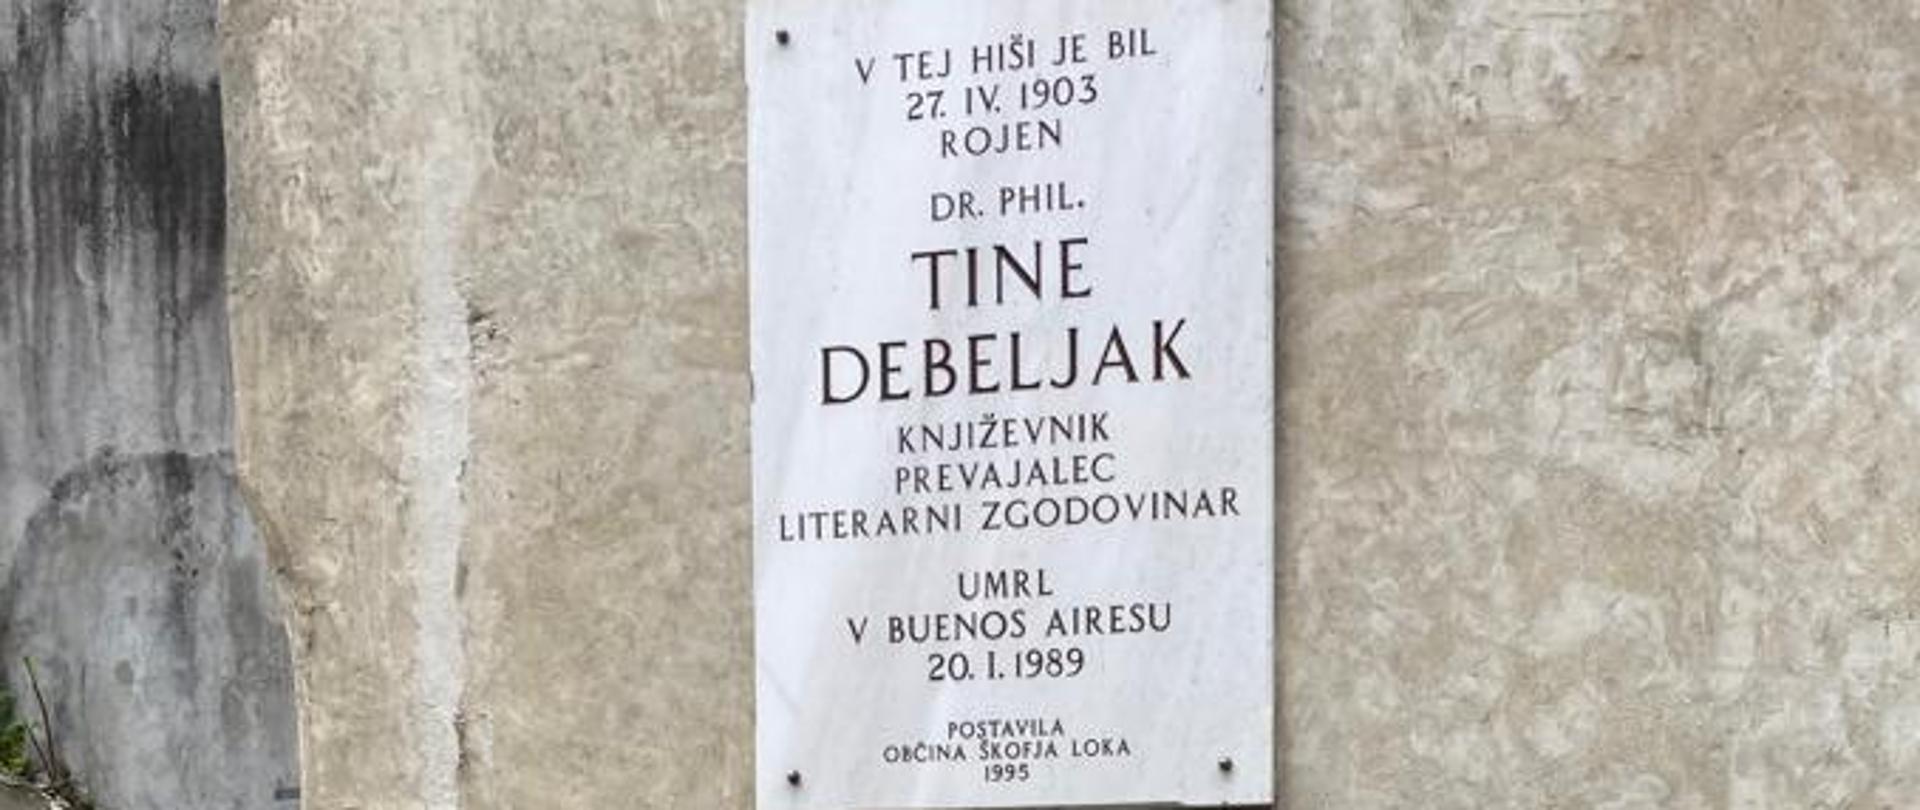 V TEJ HIŠI JE BIL
27. IV. 1903
ROJEN
DR. PHIL.
TINE
DEBELJAK
KNJIŽEVNIK
PREVAJALEC
LITERARNI ZGODOVINAR
UMRL
V BUENOS AIRESU
20. I. 1989
POSTAVILA
OBČINA ŠKOFJA LOKA
1995